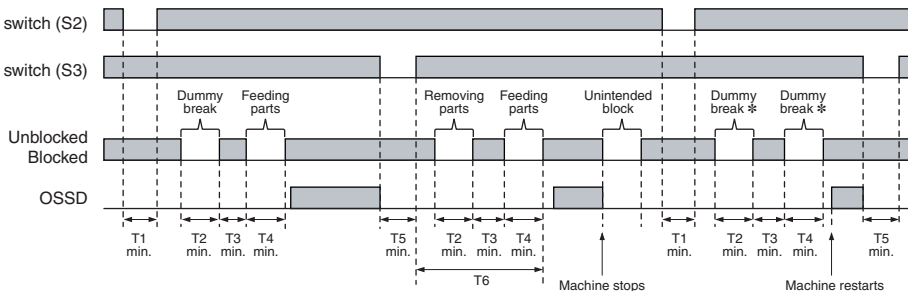 switch (S2)
switch (S3)
Dummy break
Feeding parts
Removing parts
Feeding parts
Unintended block
Dummy break ✻
Dummy break ✻
Unblocked
Blocked
OSSD
T1 min.
T2 min.
T3 min.
T4 min.
T5 min.
T2 min.
T3 min.
T4 min.
T1 min.
T2 min.
T3 min.
T4 min.
T5 min.
T6
Machine stops
Machine restarts